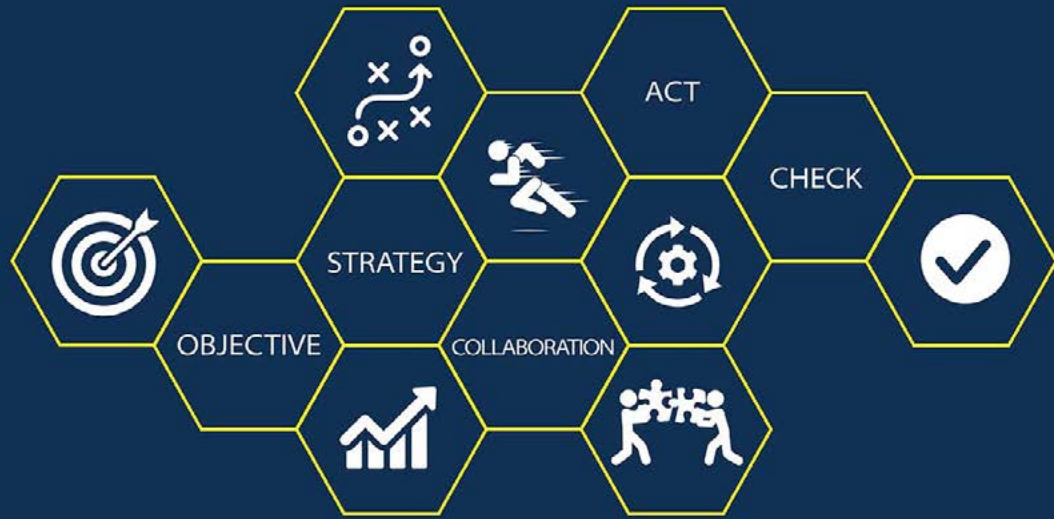 ACT
CHECK
STRATEGY
OBJECTIVE
COLLABORATION